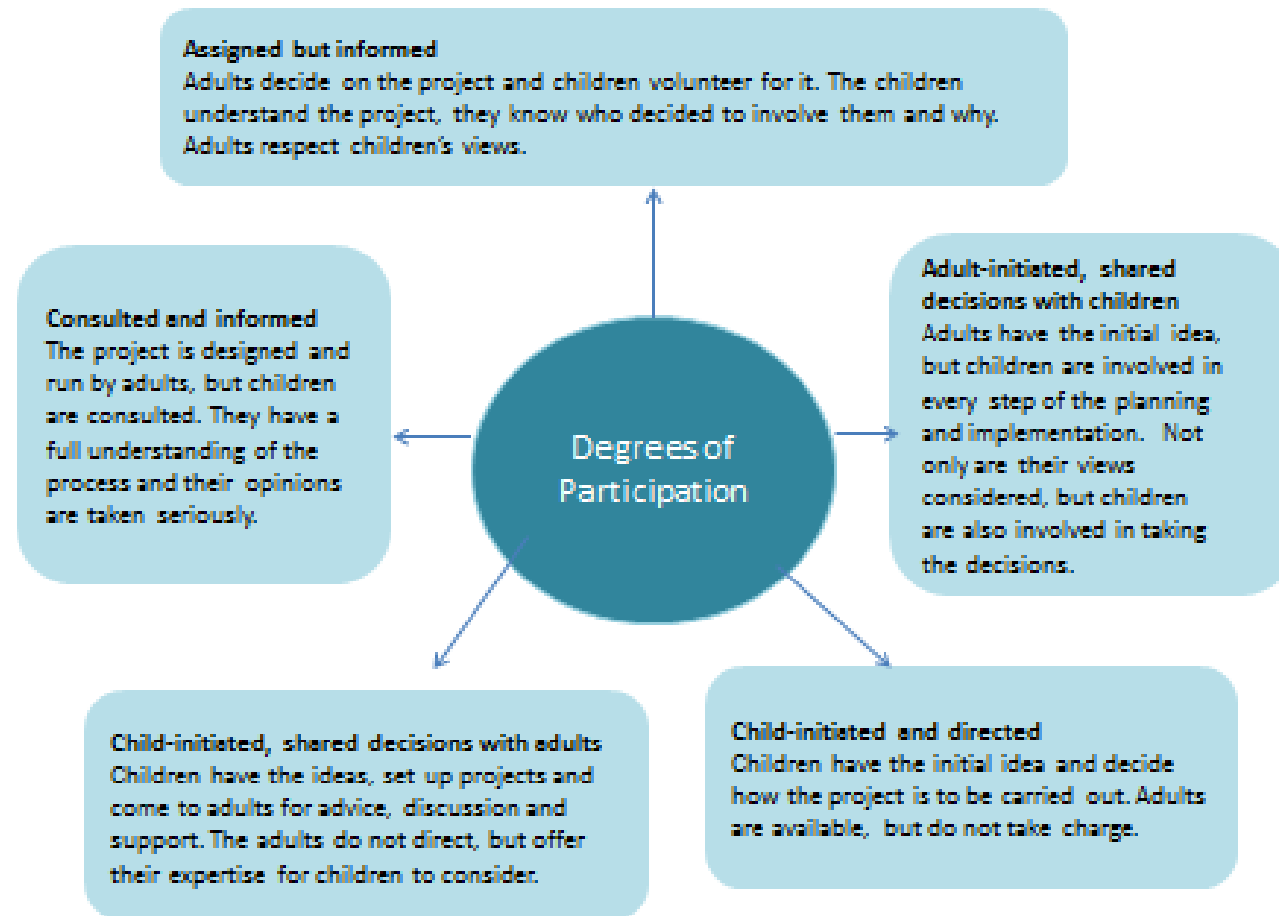 Assigned but informed
Adults decide on the project and children volunteer for it. The children
understand the project, they know who decided to involve them and why.
Adults respect children's views.
Adult-initiated, shared
decisions with children
Adults have the initial idea,
but children are involved in
every step of the planning
and implementation. Not
only are their views
considered, but children
are also involved in taking
the decisions.
Child-initiated and directed
Children have the initial idea and decide
how the project is to be carried out. Adults
are available, but do not take charge.
Child-initiated, shared decisions with adults
Children have the ideas, set up projects and
come to adults for advice, discussion and
support. The adults do not direct, but offer
their expertise for children to consider.
Consulted and informed
The project is designed and
run by adults, but children
are consulted. They have a
full understanding of the
process and their opinions
are taken seriously.
Degrees of
Participation